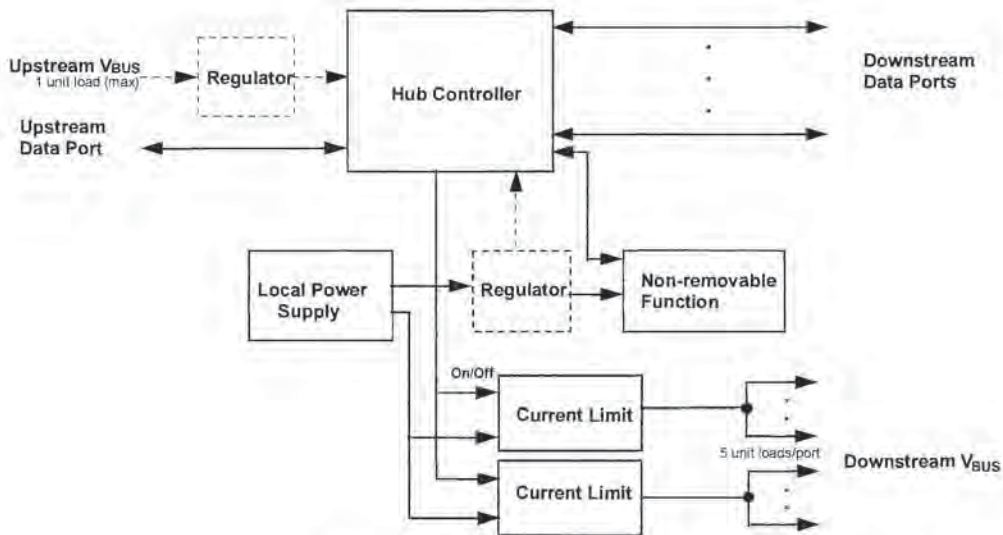 Upstream VBUS
1 unit load (max)
Regulator
Hub Controller
Downstream
Data Ports
Upstream
Data Port
Local Power
Supply
Regulator
Non-removable
Function
On/Off
Current Limit
5 unit loads/port
Downstream VBUS
Current Limit